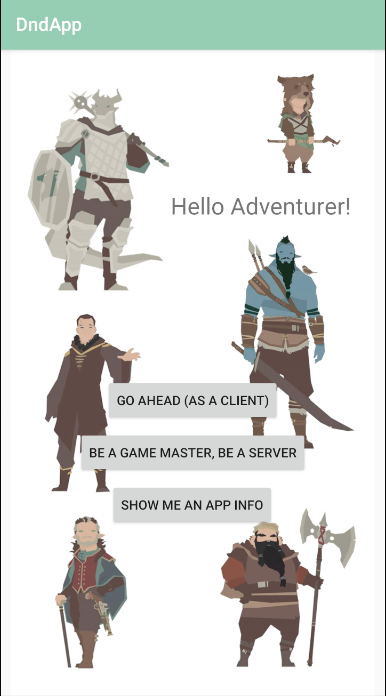 DndApp
Hello Adventurer!
GO AHEAD (AS A CLIENT)
BE A GAME MASTER, BE A SERVER
SHOW ME AN APP INFO